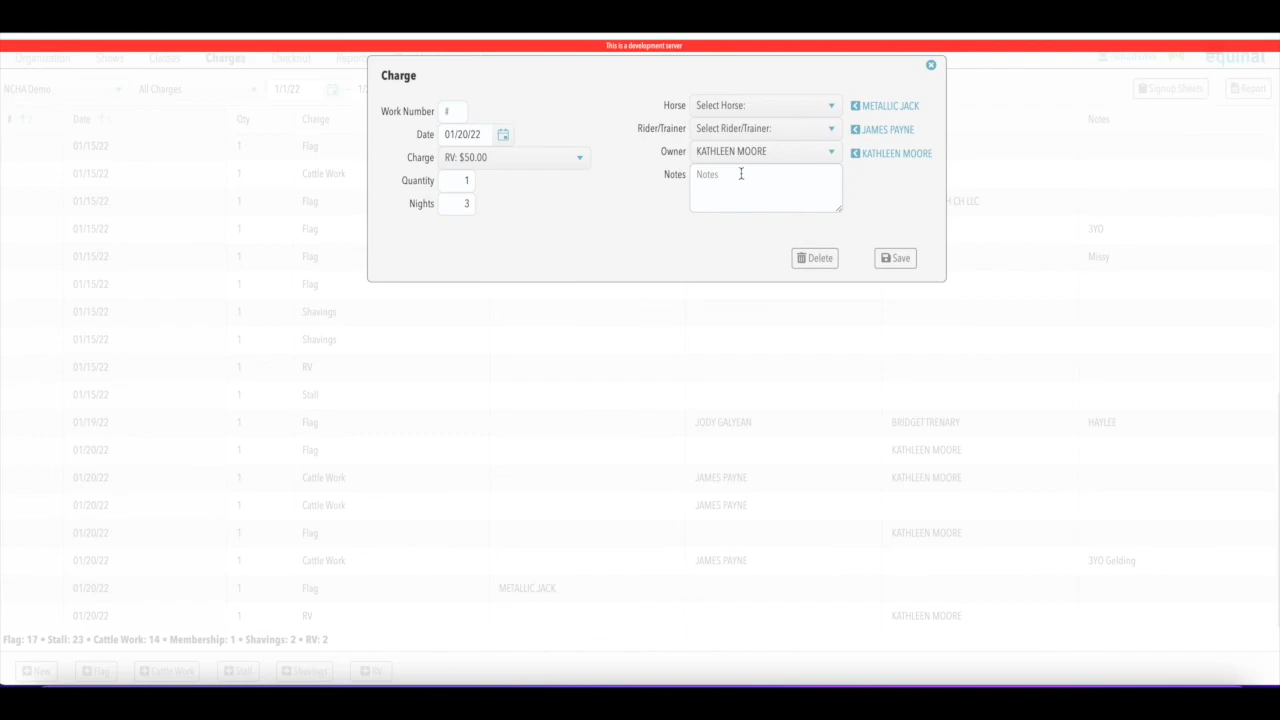 This is a development server
Organization Shows Classes Charges Checkout equinal
NCHA Demo All Charges 1/1/22 Signup Sheets Report
# 2 Date 1 Qty Charge Notes
Charge
Work Number #
Date 01/20/22
Charge RV: $50.00
Quantity 1
Nights 3
Horse Select Horse: METALLIC JACK
Rider/Trainer Select Rider/Trainer: JAMES PAYNE
Owner KATHLEEN MOORE KATHLEEN MOORE
Notes Notes
Delete Save
01/15/22 1 Flag
01/15/22 1 Cattle Work
01/15/22 1 Flag H CH LLC
01/15/22 1 Flag 3YO
01/15/22 1 Flag Missy
01/15/22 1 Flag
01/15/22 1 Shavings
01/15/22 1 Shavings
01/15/22 1 RV
01/15/22 1 Stall
01/19/22 1 Flag JODY GALYEAN BRIDGET TRENARY HAYLEE
01/20/22 1 Flag KATHLEEN MOORE
01/20/22 1 Cattle Work JAMES PAYNE KATHLEEN MOORE
01/20/22 1 Cattle Work JAMES PAYNE
01/20/22 1 Flag KATHLEEN MOORE
01/20/22 1 Cattle Work JAMES PAYNE 3YO Gelding
01/20/22 1 Flag METALLIC JACK
01/20/22 1 RV KATHLEEN MOORE
Flag: 17 • Stall: 23 • Cattle Work: 14 • Membership: 1 • Shavings: 2 • RV: 2
New Flag Cattle Work Stall Shavings RV